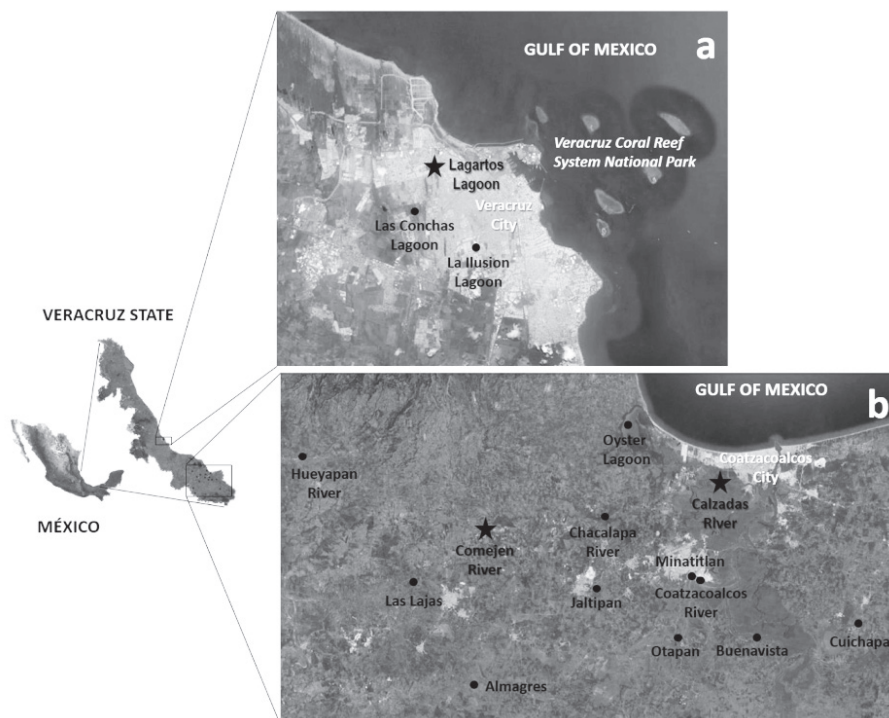 GULF OF MEXICO
a
Veracruz Coral Reef
System National Park
Lagartos
Lagoon
Veracruz
City
Las Conchas
Lagoon
La Ilusion
Lagoon
VERACRUZ STATE
MÉXICO
GULF OF MEXICO
b
Oyster
Lagoon
Coatzacoalcos
City
Hueyapan
River
Calzadas
River
Comejen
River
Chacalapa
River
Minatitlan
Las Lajas
Jaltipan
Coatzacoalcos
River
Otapan
Buenavista
Cuichapa
Almagres